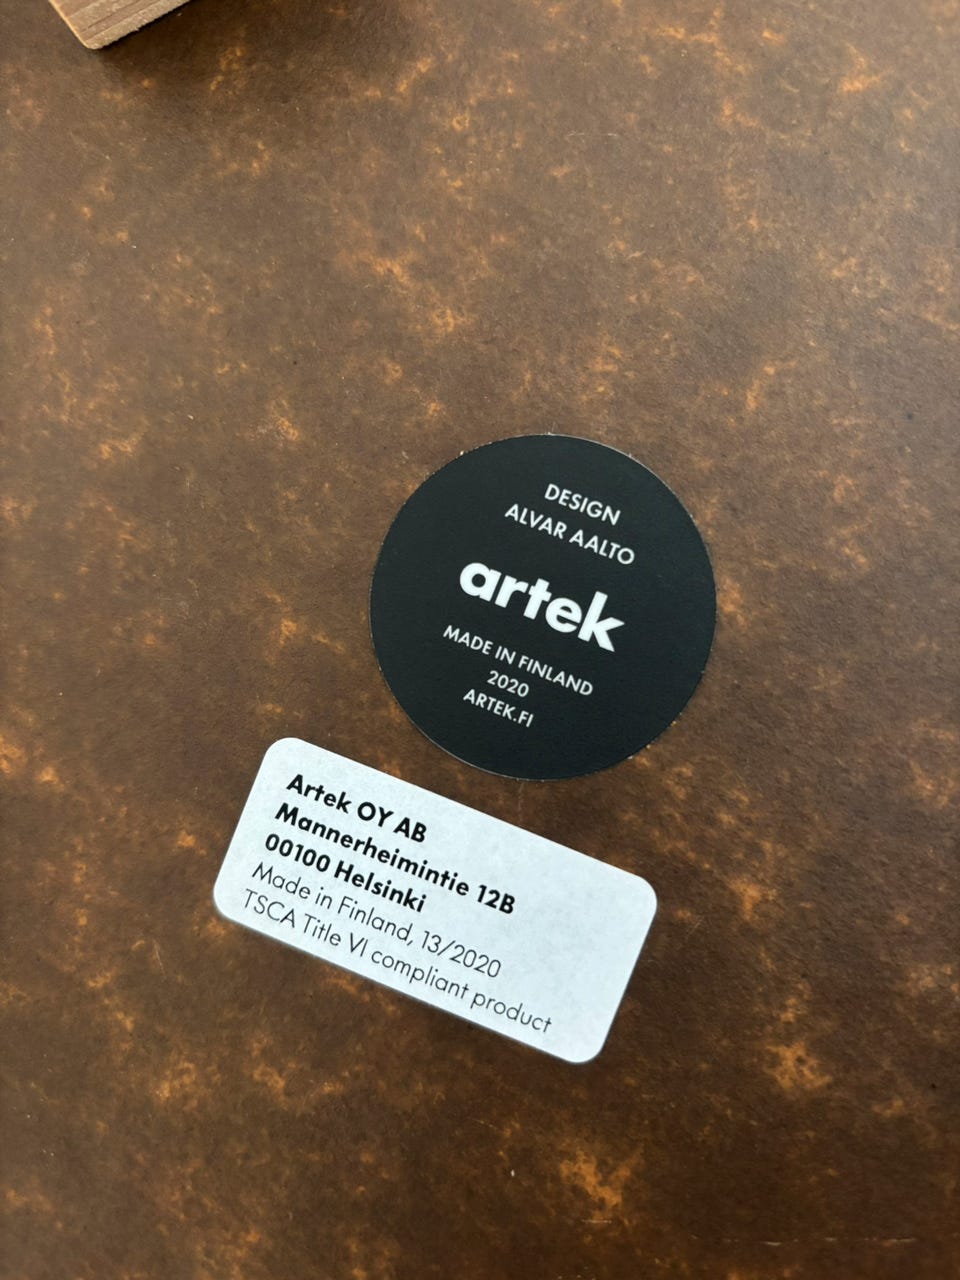 DESIGN
ALVAR AALTO
artek
MADE IN FINLAND
2020
ARTEK.FI
Artek OY AB
Mannerheimintie 12B
00100 Helsinki
Made in Finland, 13/2020
TSCA Title VI compliant product